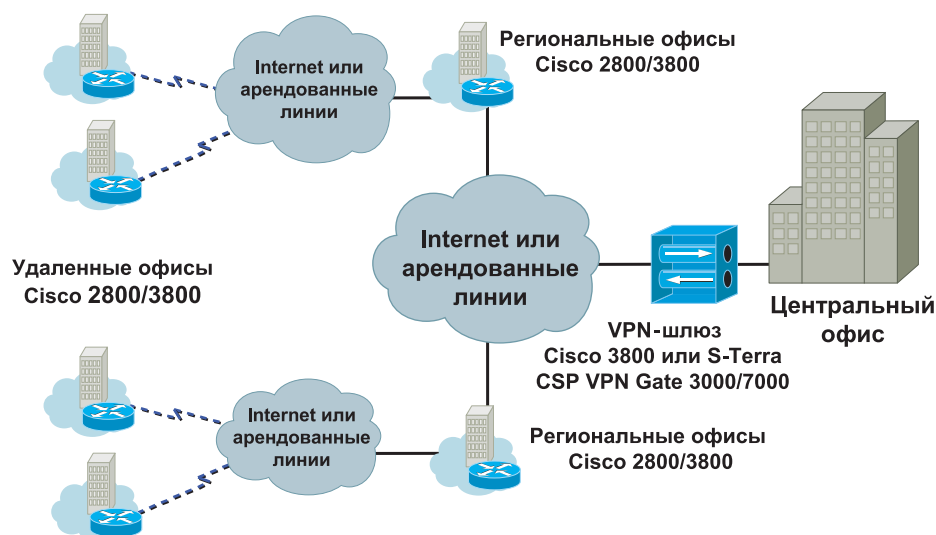 Региональные офисы
Cisco 2800/3800
Internet или
арендованные
линии
Internet или
арендованные
линии
Удаленные офисы
Cisco 2800/3800
Центральный
офис
VPN-шлюз
Cisco 3800 или S-Terra
CSP VPN Gate 3000/7000
Internet или
арендованные
линии
Региональные офисы
Cisco 2800/3800